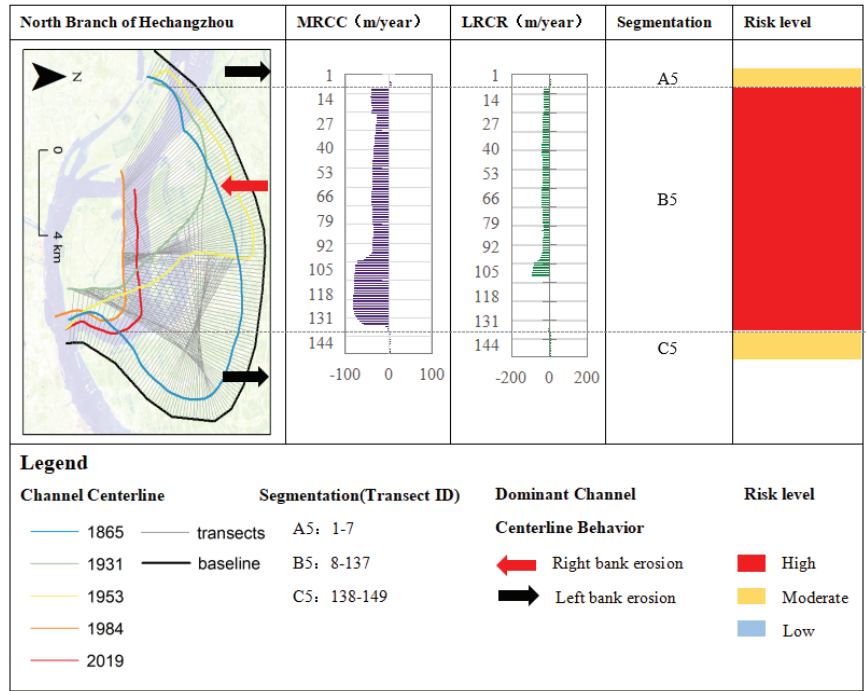 North Branch of Hechangzhou
MRCC（m/year）
LRCR（m/year）
Segmentation
Risk level
N
0
4 km
1
14
27
40
53
66
79
92
105
118
131
144
-100
0
100
1
14
27
40
53
66
79
92
105
118
131
144
-200
0
200
A5
B5
C5
Legend
Channel Centerline
1865
1931
1953
1984
2019
transects
baseline
Segmentation(Transect ID)
A5: 1-7
B5: 8-137
C5: 138-149
Dominant Channel
Centerline Behavior
Right bank erosion
Left bank erosion
Risk level
High
Moderate
Low